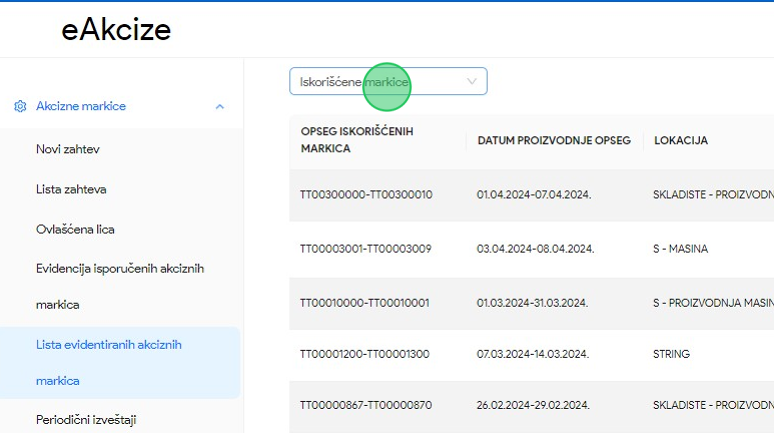 eAkcize
Iskorišćene markice
Akcizne markice
Novi zahtev
Lista zahteva
Ovlašćena lica
Evidencija isporučenih akciznih
markica
Lista evidentiranih akciznih
markica
Periodični izveštaji
OPSEG ISKORIŠĆENIH
MARKICA
DATUM PROIZVODNJE OPSEG
LOKACIJA
TT00300000-TT00300010 01.04.2024-07.04.2024. SKLADISTE - PROIZVODN
TT00003001-TT00003009 03.04.2024-08.04.2024. S - MASINA
TT00010000-TT00010001 01.03.2024-31.03.2024. S - PROIZVODNJA MASIN
TT00001200-TT00001300 07.03.2024-14.03.2024. STRING
TT00000867-TT00000870 26.02.2024-29.02.2024. SKLADISTE - PROIZVODN